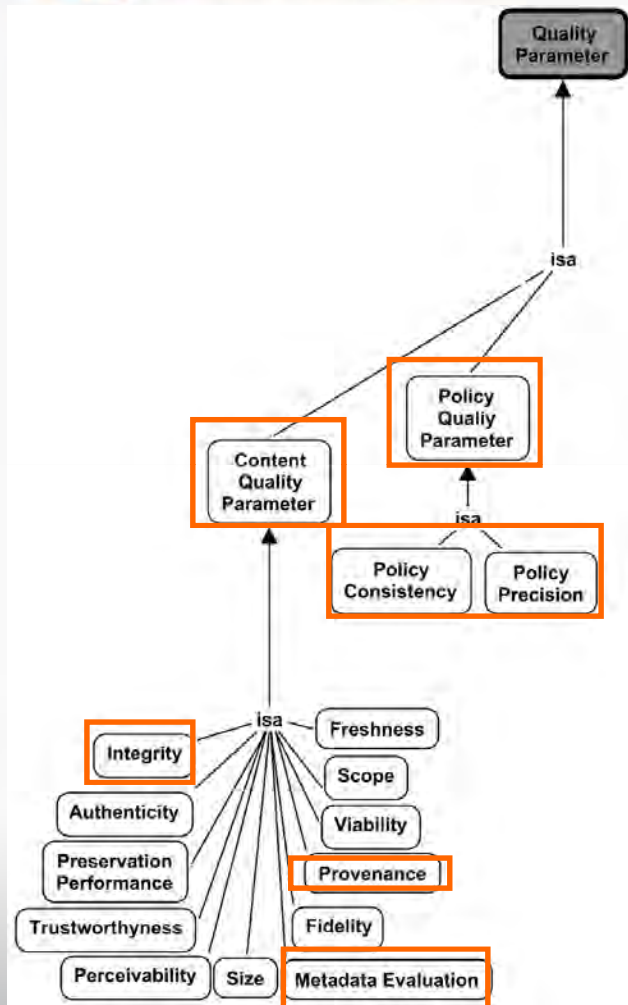 Quality
Parameter
isa
Policy
Qualiy
Parameter
Content
Quality
Parameter
isa
Policy
Consistency
Policy
Precision
isa
Freshness
Integrity
Scope
Authenticity
Viability
Preservation
Performance
Provenance
Trustworthyness
Fidelity
Perceivability
Size
Metadata Evaluation